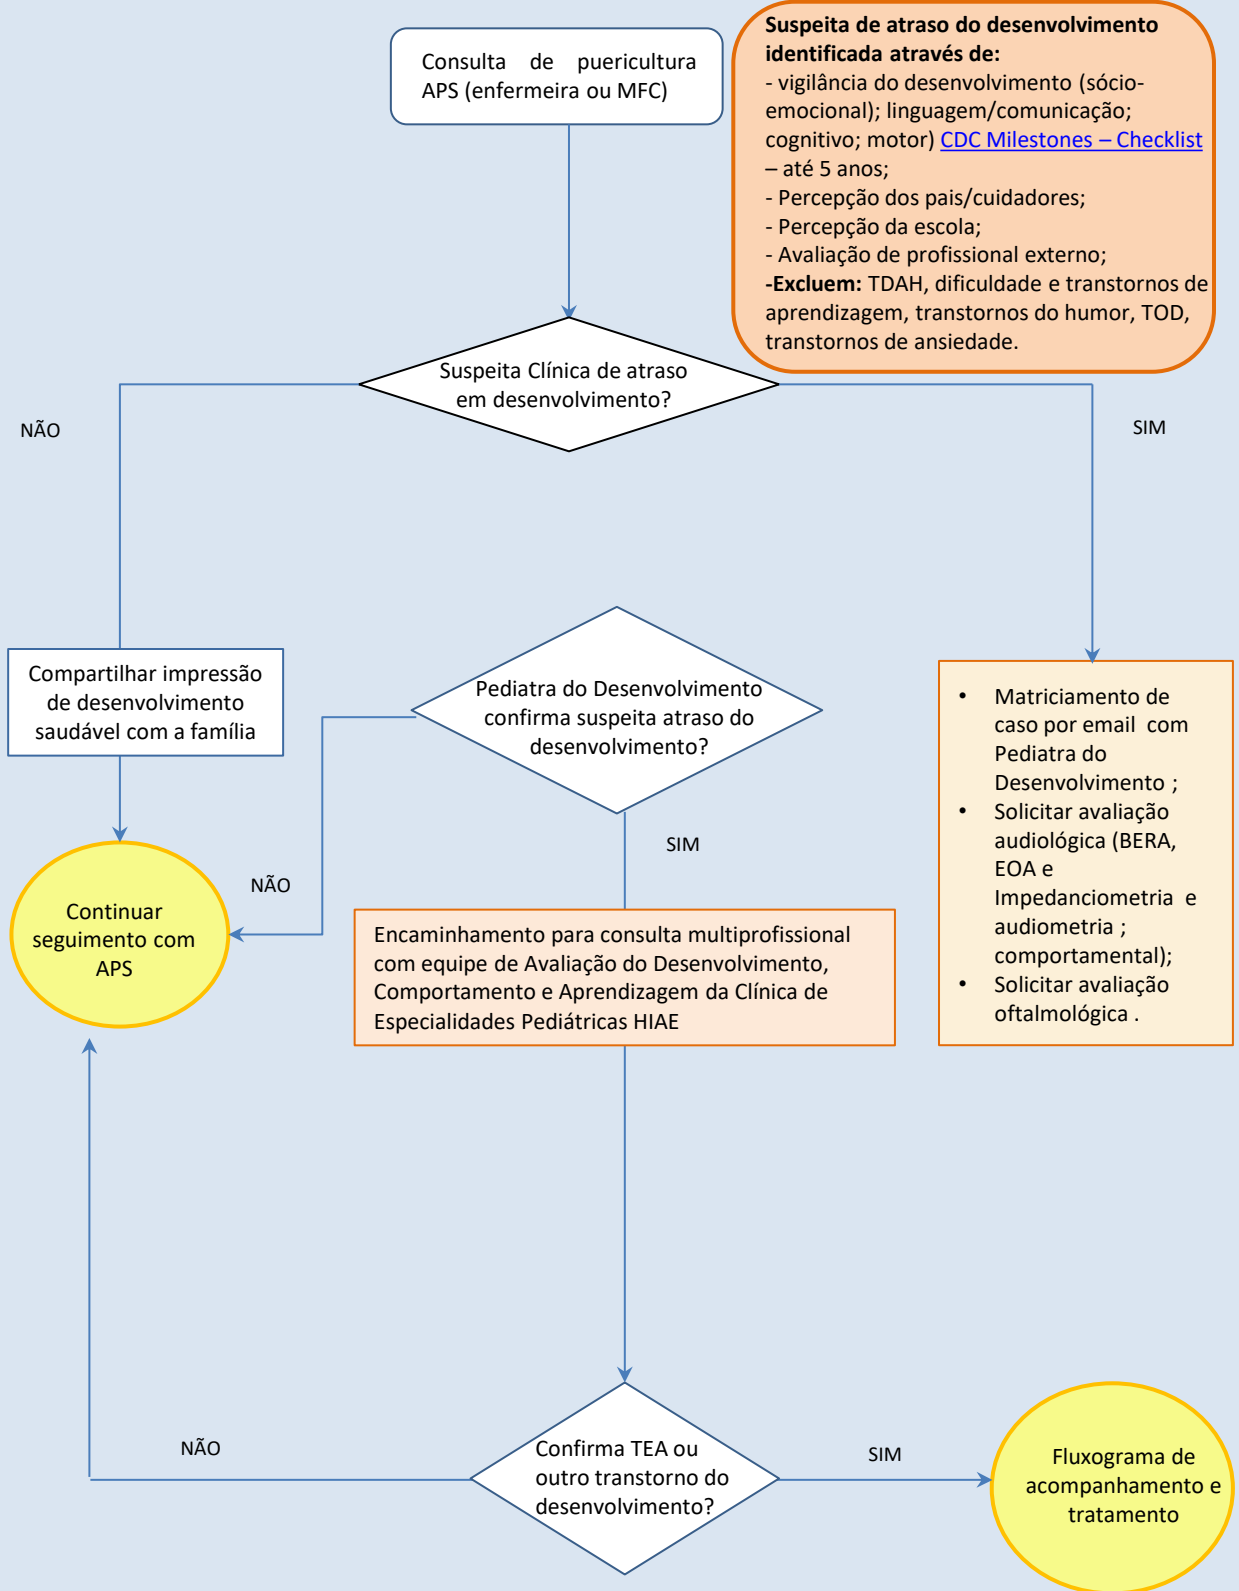 Consulta de puericultura
APS (enfermeira ou MFC)
Suspeita de atraso do desenvolvimento
identificada através de:
- vigilância do desenvolvimento (sócio-
emocional); linguagem/comunicação;
cognitivo; motor) CDC Milestones – Checklist
– até 5 anos;
- Percepção dos pais/cuidadores;
- Percepção da escola;
- Avaliação de profissional externo;
-Excluem: TDAH, dificuldade e transtornos de
aprendizagem, transtornos do humor, TOD,
transtornos de ansiedade.
Suspeita Clínica de atraso
em desenvolvimento?
NÃO
SIM
Compartilhar impressão
de desenvolvimento
saudável com a família
Pediatra do Desenvolvimento
confirma suspeita atraso do
desenvolvimento?
• Matriciamento de
caso por email com
Pediatra do
Desenvolvimento ;
• Solicitar avaliação
audiológica (BERA,
EOA e
Impedanciometria e
audiometria ;
comportamental);
• Solicitar avaliação
oftalmológica .
SIM
NÃO
Continuar
seguimento com
APS
Encaminhamento para consulta multiprofissional
com equipe de Avaliação do Desenvolvimento,
Comportamento e Aprendizagem da Clínica de
Especialidades Pediátricas HIAE
NÃO
Confirma TEA ou
outro transtorno do
desenvolvimento?
SIM
Fluxograma de
acompanhamento e
tratamento